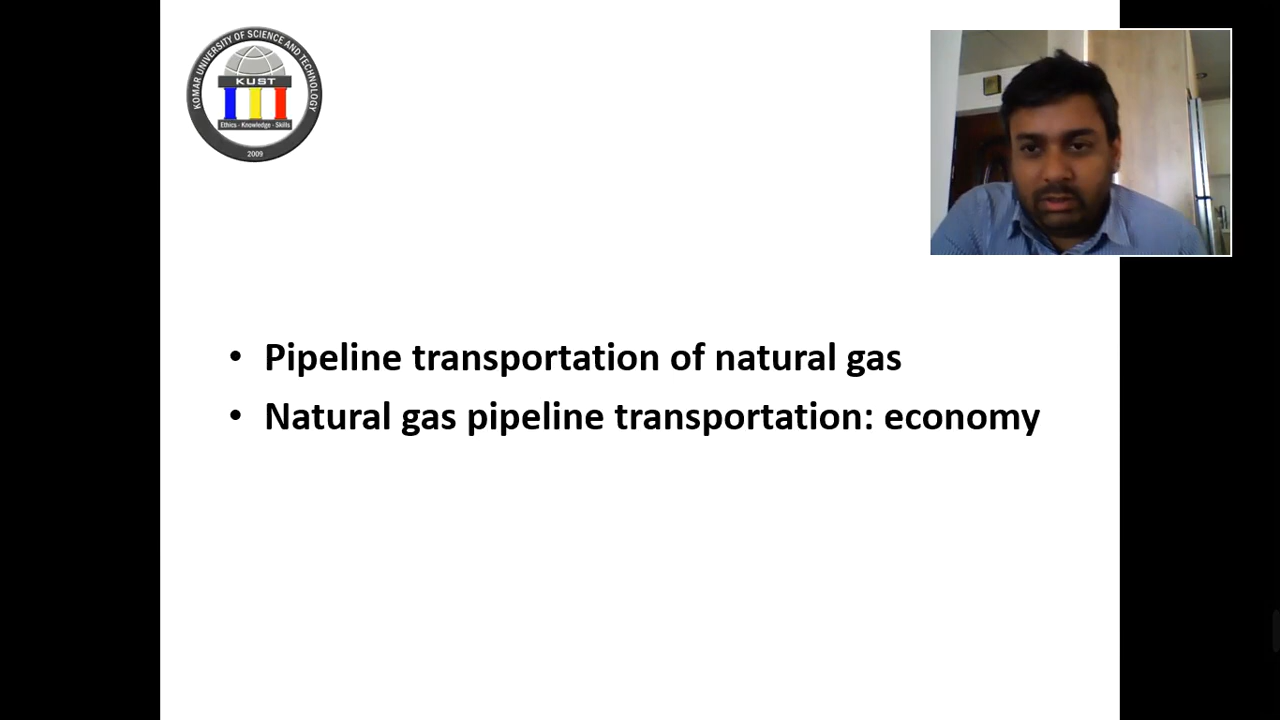 KOMAR UNIVERSITY OF SCIENCE AND TECHNOLOGY
KUST
Ethics - Knowledge - Skills
2009
• Pipeline transportation of natural gas
• Natural gas pipeline transportation: economy